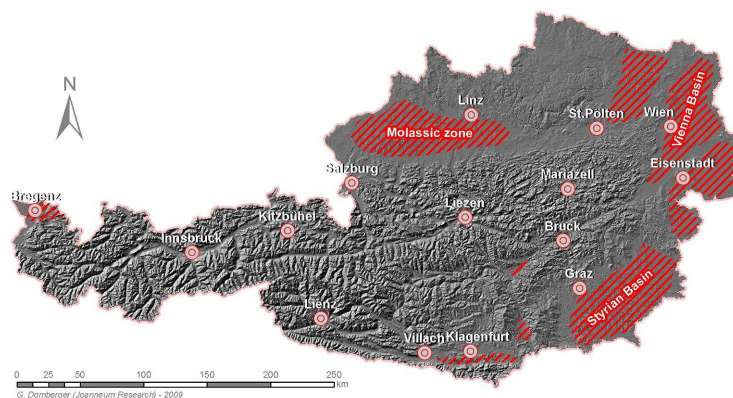 N
Linz
St.Pölten
Wien
Vienna Basin
Molassic zone
Salzburg
Mariazell
Eisenstadt
Bregenz
Kitzbühel
Liezen
Innsbruck
Bruck
Graz
Styrian Basin
Lienz
Villach
Klagenfurt
0 50 100 150 200 250
km
G. Domberger (Joanneum Research) - 2009